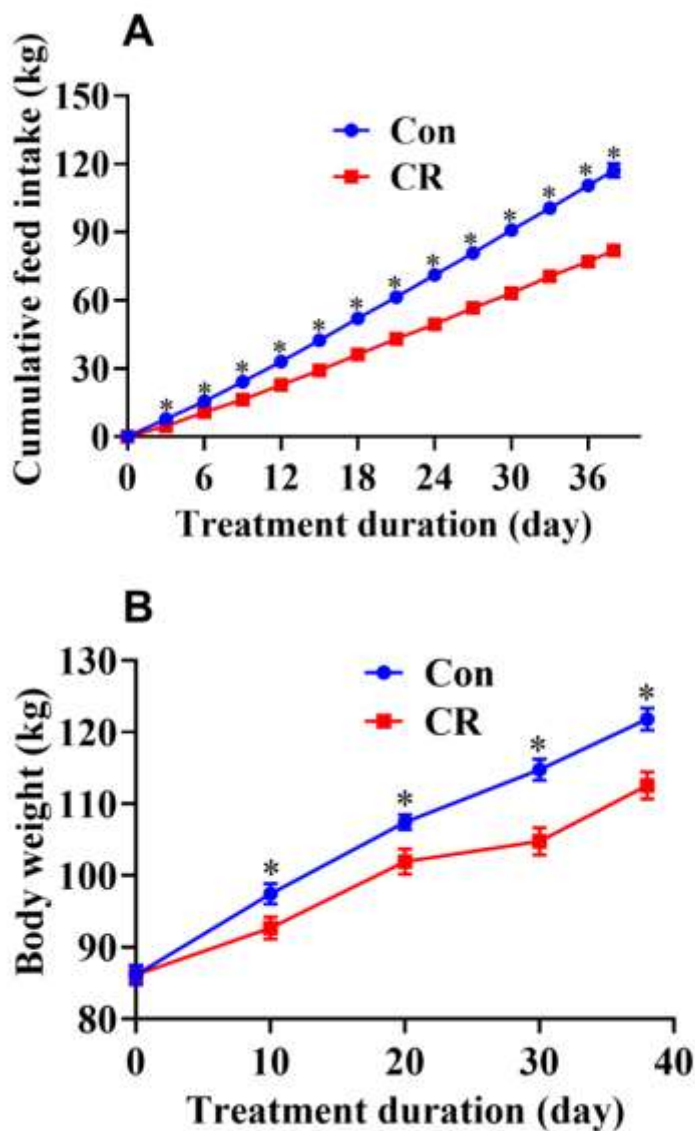 A
Cumulative feed intake (kg)
150
120
90
60
30
0
Con
CR
* * * * * * * * * * * * *
0 6 12 18 24 30 36
Treatment duration (day)
B
Body weight (kg)
130
120
110
100
90
80
Con
CR
* * * *
0 10 20 30 40
Treatment duration (day)